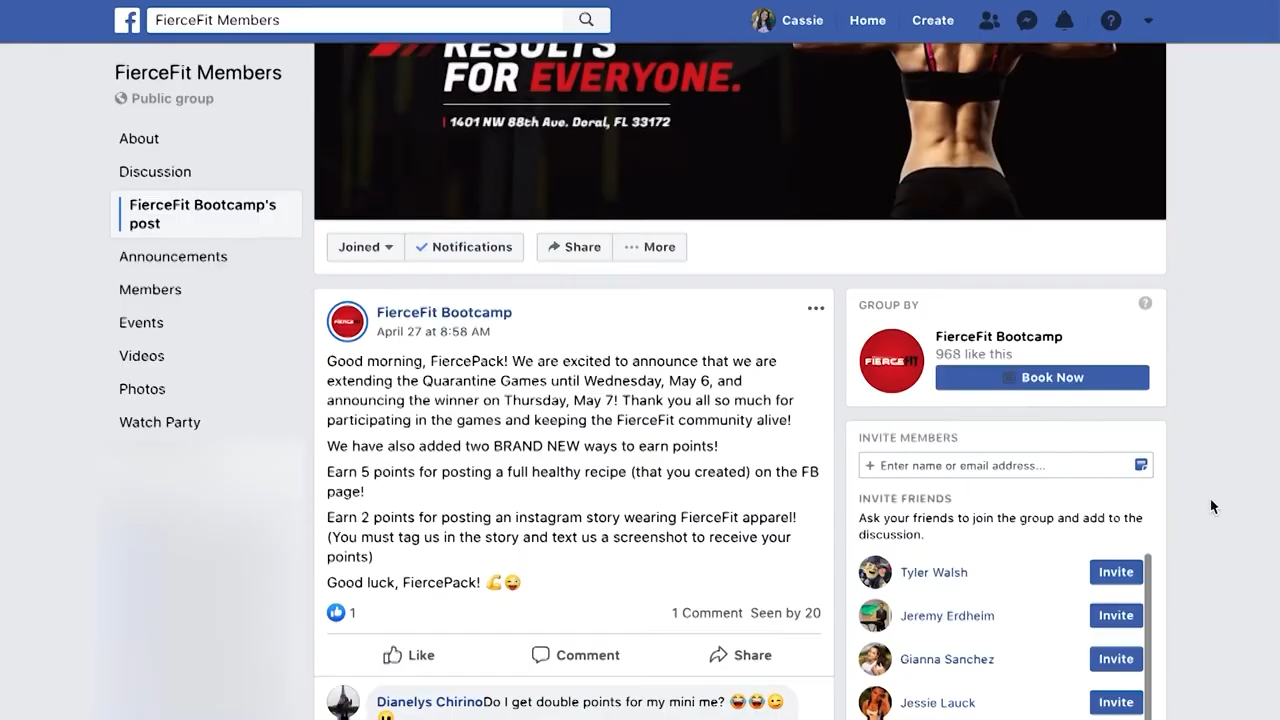 FierceFit Members
Cassie
Home
Create
FierceFit Members
Public group
About
Discussion
FierceFit Bootcamp's
post
Announcements
Members
Events
Videos
Photos
Watch Party
RESULTS
FOR EVERYONE.
1401 NW 88th Ave. Doral, FL 33172
Joined
Notifications
Share
More
FierceFit Bootcamp
April 27 at 8:58 AM
Good morning, FiercePack! We are excited to announce that we are
extending the Quarantine Games until Wednesday, May 6, and
announcing the winner on Thursday, May 7! Thank you all so much for
participating in the games and keeping the FierceFit community alive!
We have also added two BRAND NEW ways to earn points!
Earn 5 points for posting a full healthy recipe (that you created) on the FB
page!
Earn 2 points for posting an instagram story wearing FierceFit apparel!
(You must tag us in the story and text us a screenshot to receive your
points)
Good luck, FiercePack! 💪😜
1
1 Comment Seen by 20
Like
Comment
Share
Dianelys Chirino Do I get double points for my mini me? 😂😂😉
GROUP BY
FIERCEFIT
FierceFit Bootcamp
968 like this
Book Now
INVITE MEMBERS
+ Enter name or email address...
INVITE FRIENDS
Ask your friends to join the group and add to the
discussion.
Tyler Walsh
Invite
Jeremy Erdheim
Invite
Gianna Sanchez
Invite
Jessie Lauck
Invite